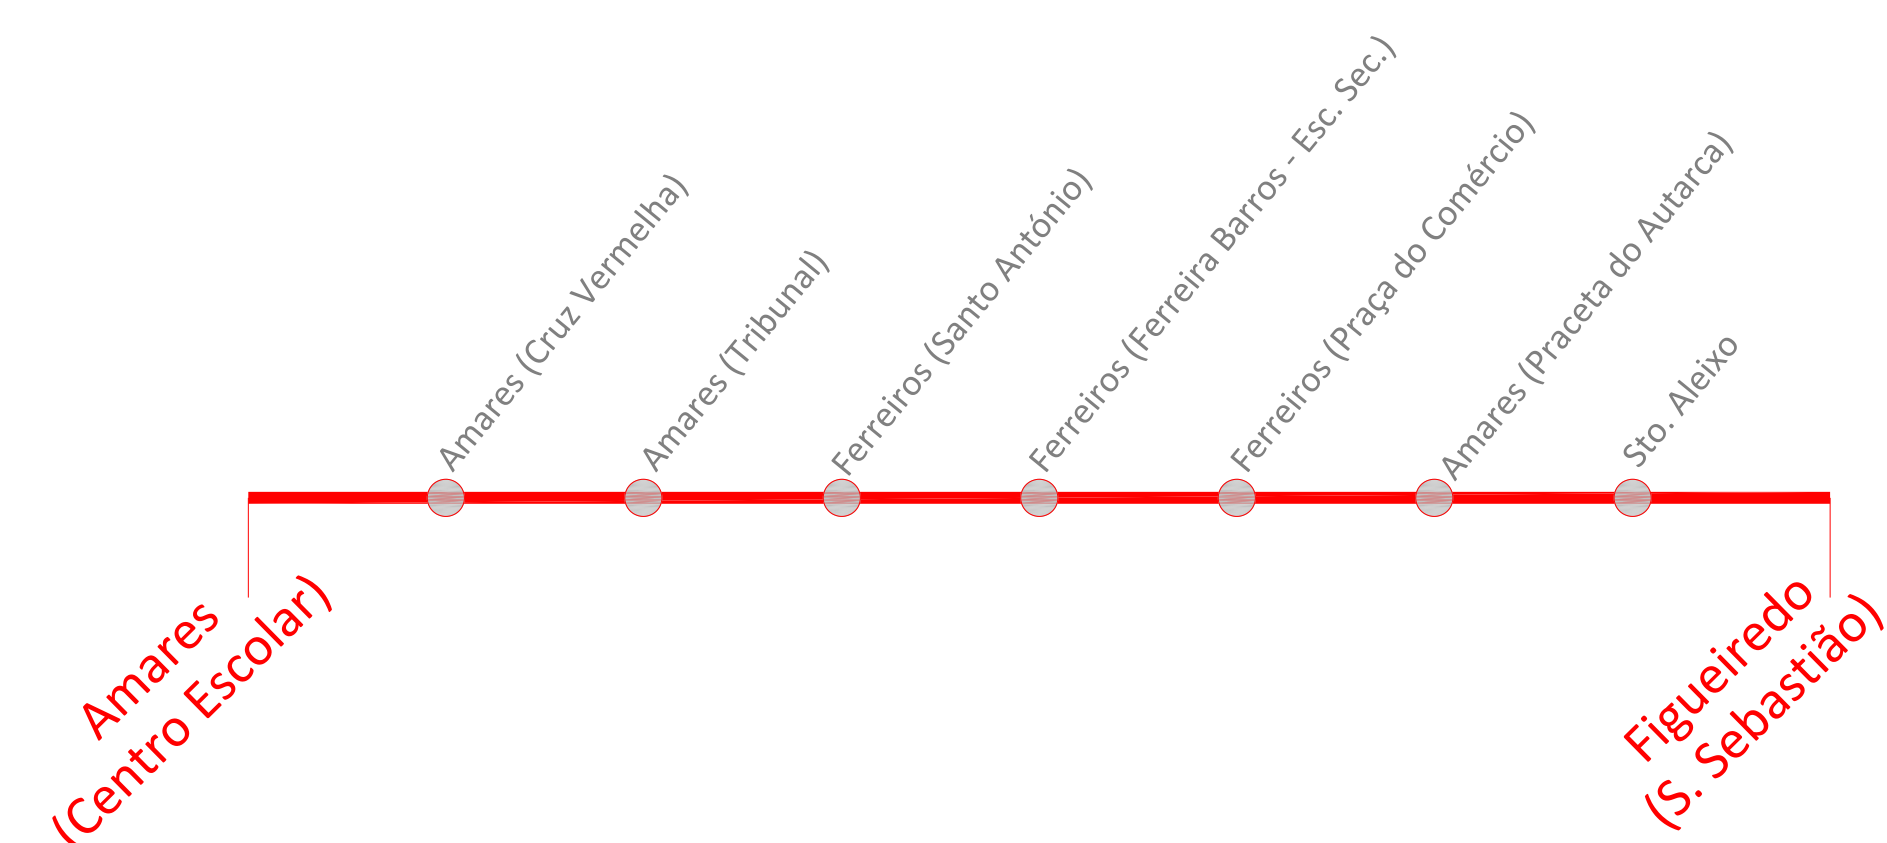 Amares (Cruz Vermelha)
Amares (Tribunal)
Ferreiros (Santo António)
Ferreiros (Ferreira Barros - Esc. Sec.)
Ferreiros (Praça do Comércio)
Amares (Praceta do Autarca)
Sto. Aleixo
Amares
(Centro Escolar)
Figueiredo
(S. Sebastião)